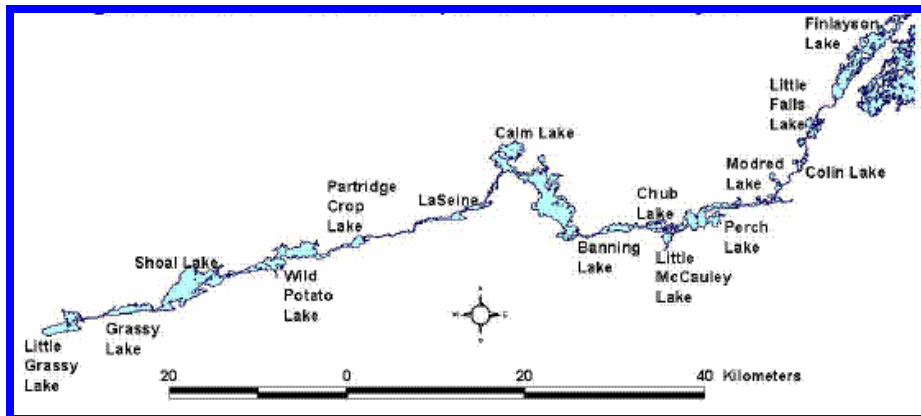 Finlayson
Lake
Little
Falls
Lake
Calm Lake
Modred
Lake
Colin Lake
Partridge
Crop
Lake
LaSeine
Chub
Lake
Perch
Lake
Banning
Lake
Little
McCauley
Lake
Shoal Lake
Wild
Potato
Lake
Grassy
Lake
Little
Grassy
Lake
20 0 20 40 Kilometers